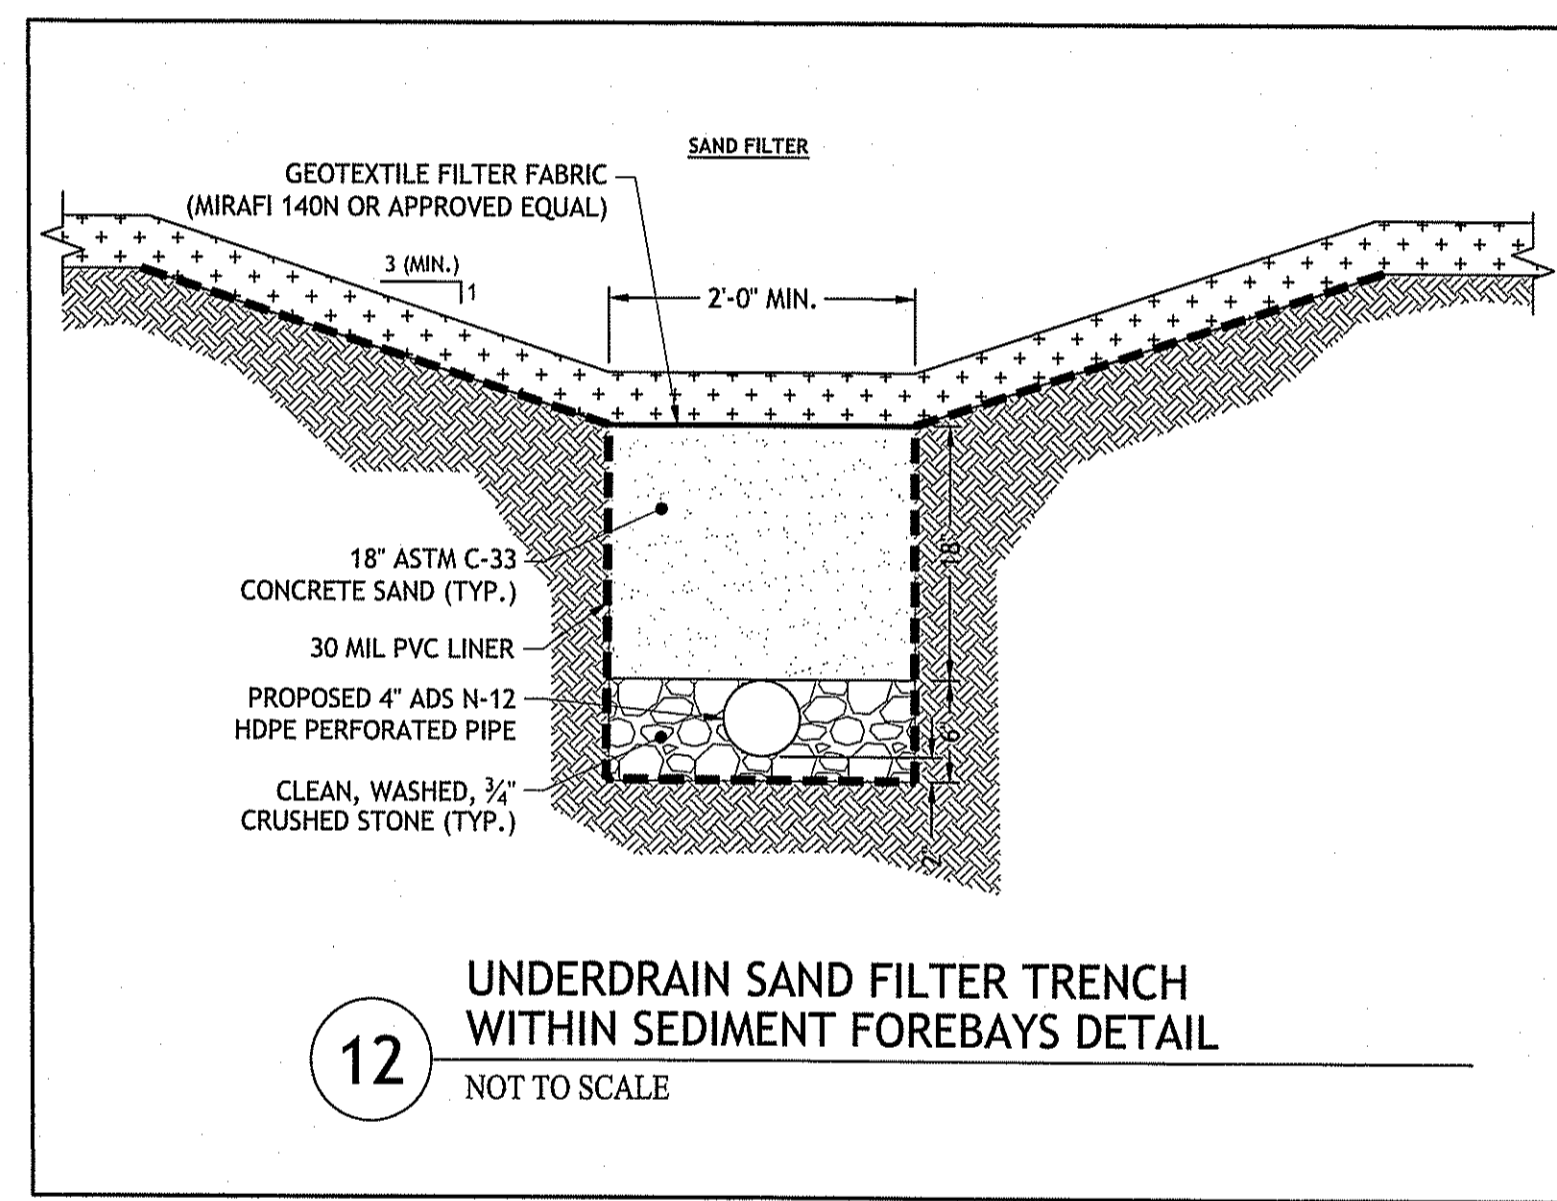 SAND FILTER
GEOTEXTILE FILTER FABRIC
(MIRAFI 140N OR APPROVED EQUAL)
3 (MIN.)
1
2'-0" MIN.
18" ASTM C-33
CONCRETE SAND (TYP.)
18"
30 MIL PVC LINER
PROPOSED 4" ADS N-12
HDPE PERFORATED PIPE
6"
CLEAN, WASHED, ¾"
CRUSHED STONE (TYP.)
2"
12
UNDERDRAIN SAND FILTER TRENCH
WITHIN SEDIMENT FOREBAYS DETAIL
NOT TO SCALE